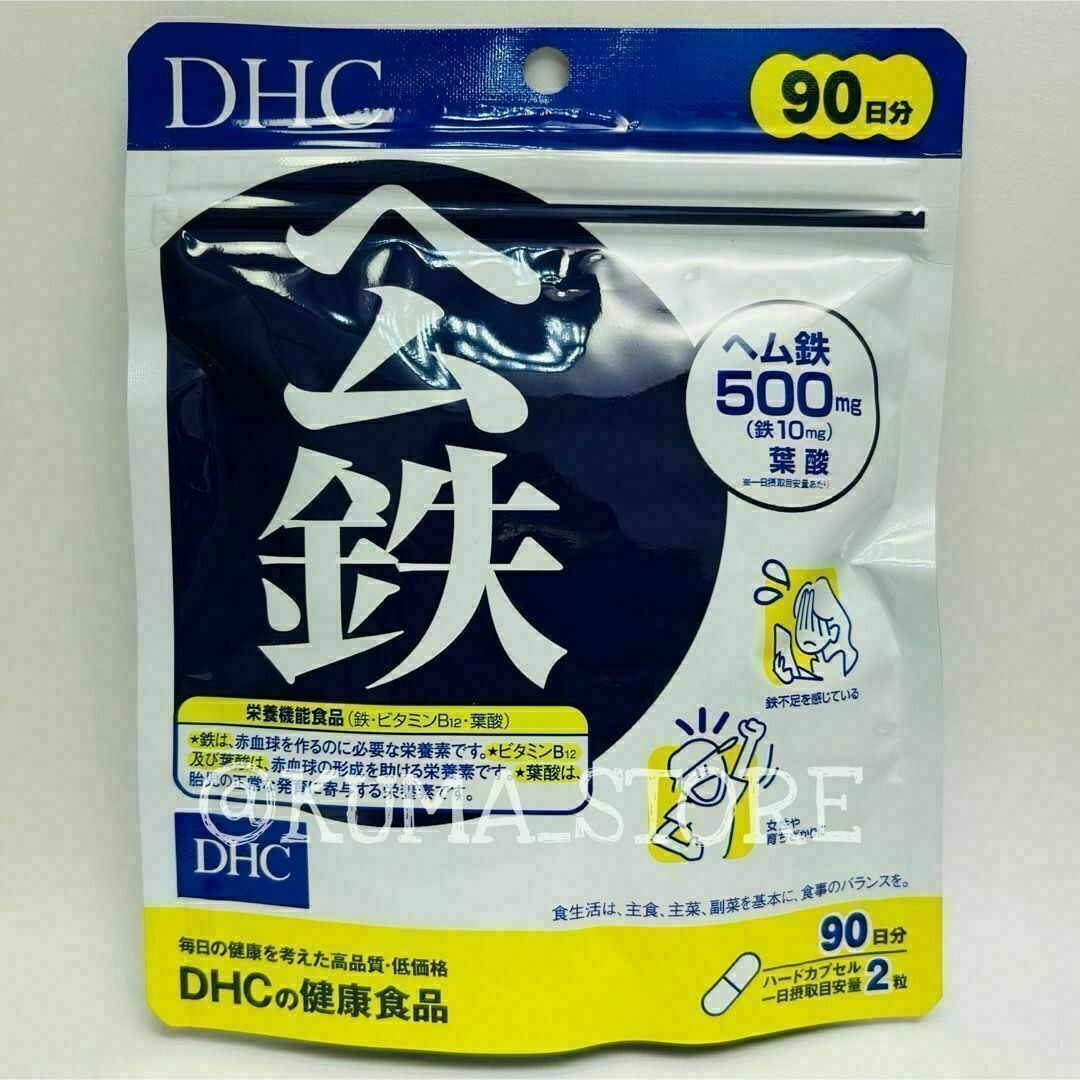 DHC
90日分
ヘム鉄
ヘム鉄
500mg
(鉄10mg)
葉酸
※一日摂取目安量あたり
鉄不足を感じている
栄養機能食品(鉄・ビタミンB12・葉酸)
★鉄は、赤血球を作るのに必要な栄養素です。★ビタミンB12
及び葉酸は、赤血球の形成を助ける栄養素です。★葉酸は、
胎児の正常な発育に寄与する栄養素です。
@KUMA_STORE
女性や
育ちざかりに
DHC
食生活は、主食、主菜、副菜を基本に、食事のバランスを。
毎日の健康を考えた高品質・低価格
DHCの健康食品
90日分
ハードカプセル
一日摂取目安量2粒